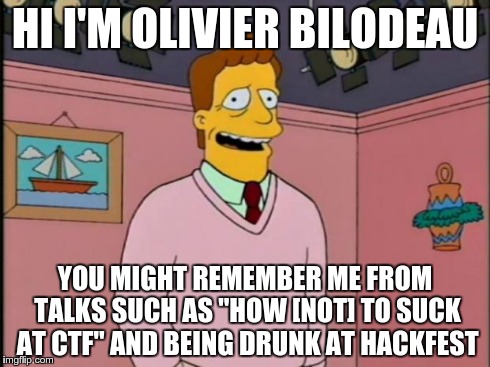 HI I'M OLIVIER BILODEAU
YOU MIGHT REMEMBER ME FROM
TALKS SUCH AS "HOW [NOT] TO SUCK
AT CTF" AND BEING DRUNK AT HACKFEST
imgflip.com